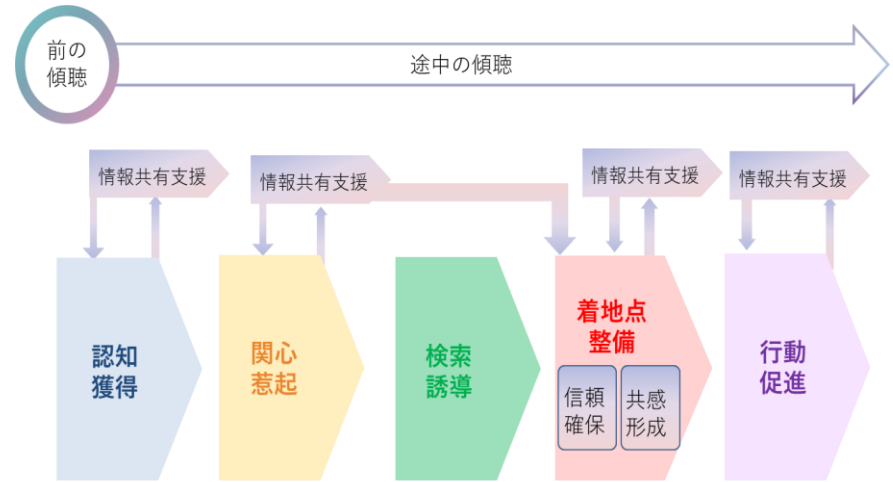 前の
傾聴
途中の傾聴
情報共有支援
情報共有支援
情報共有支援
情報共有支援
認知
獲得
関心
惹起
検索
誘導
着地点
整備
信頼
確保
共感
形成
行動
促進